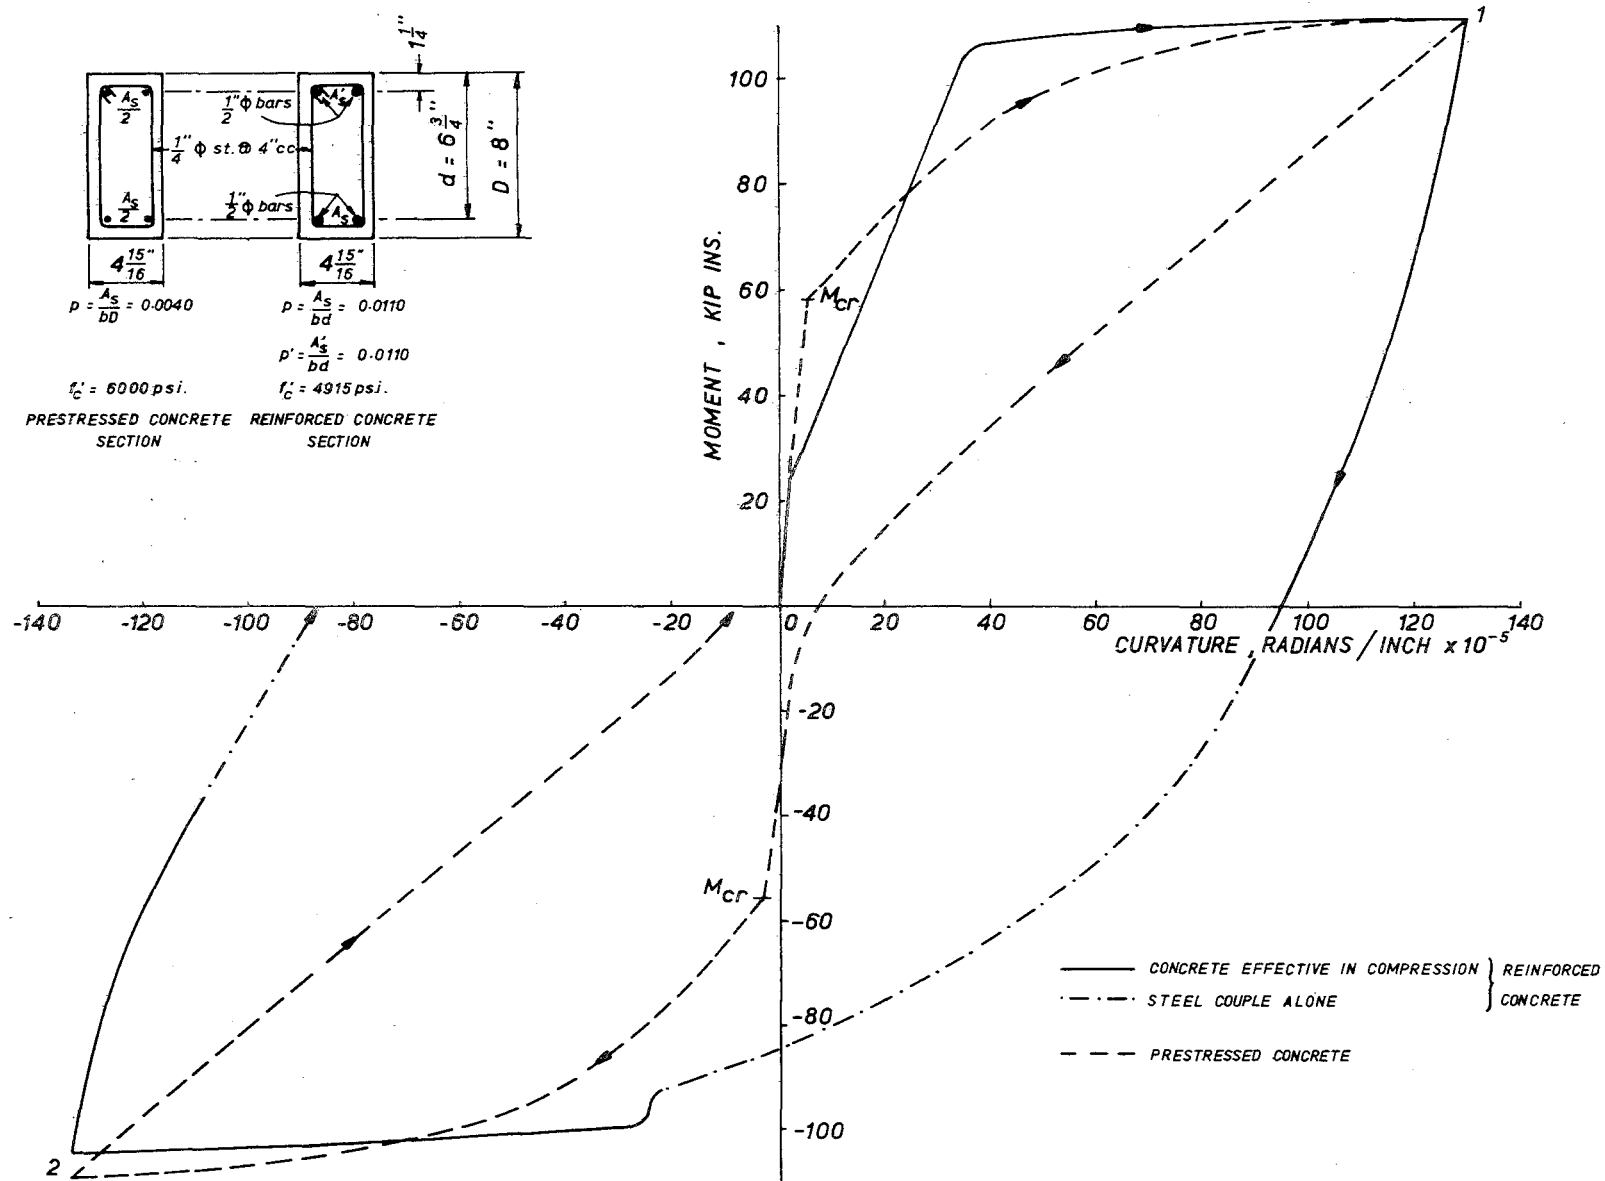 1 1/4"
A_s/2
1/2" φ bars
A'_s
1/4" φ st. @ 4" cc
A_s/2
1/2" φ bars
A_s
d = 6 3/4"
D = 8"
4 15/16"
4 15/16"
p = A_s/bD = 0·0040
p = A_s/bd = 0·0110
p' = A'_s/bd = 0·0110
f'_c = 6000 psi.
f'_c = 4915 psi.
PRESTRESSED CONCRETE
SECTION
REINFORCED CONCRETE
SECTION
MOMENT , KIP INS.
100
80
60
40
20
1
M_cr
-140
-120
-100
-80
-60
-40
-20
0
20
40
60
80
100
120
140
CURVATURE , RADIANS / INCH x 10⁻⁵
-20
-40
-60
-80
-100
M_cr
2
CONCRETE EFFECTIVE IN COMPRESSION
STEEL COUPLE ALONE
REINFORCED
CONCRETE
PRESTRESSED CONCRETE